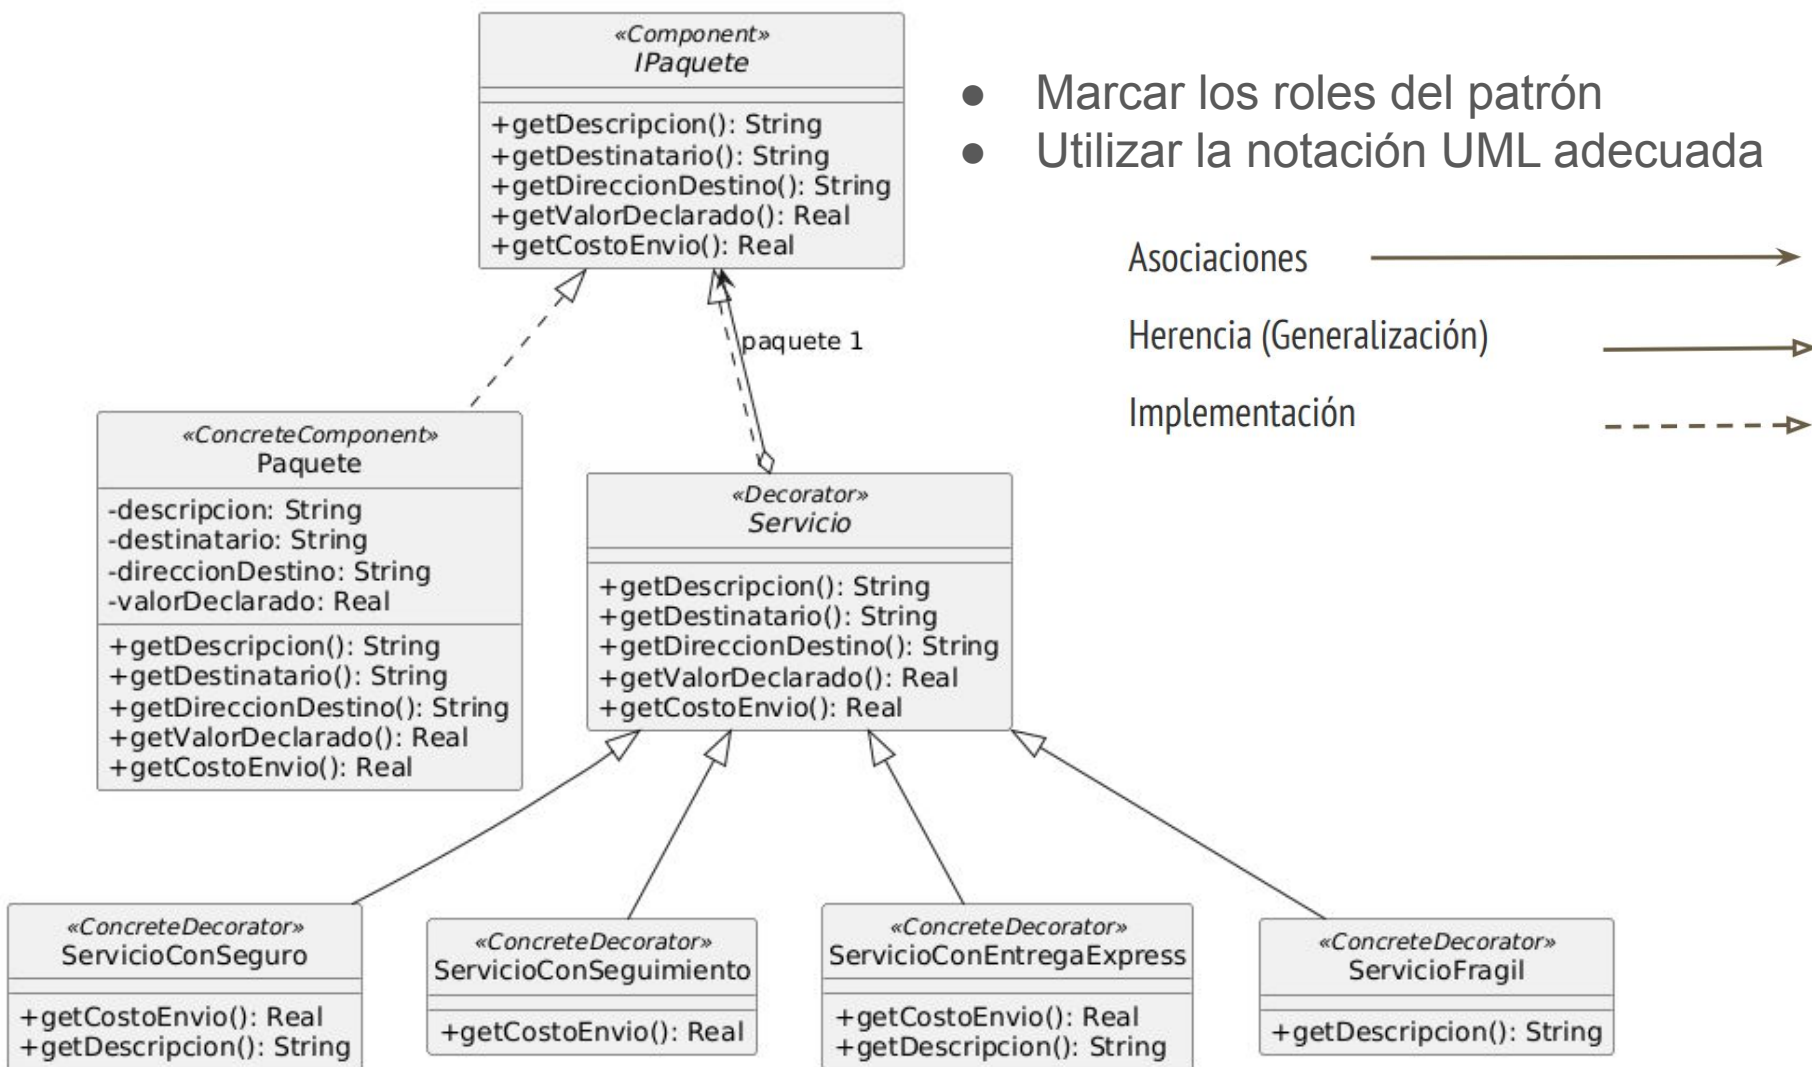 «Component»
IPaquete
+getDescripcion(): String
+getDestinatario(): String
+getDireccionDestino(): String
+getValorDeclarado(): Real
+getCostoEnvio(): Real
● Marcar los roles del patrón
● Utilizar la notación UML adecuada
Asociaciones
Herencia (Generalización)
Implementación
paquete 1
«ConcreteComponent»
Paquete
-descripcion: String
-destinatario: String
-direccionDestino: String
-valorDeclarado: Real
+getDescripcion(): String
+getDestinatario(): String
+getDireccionDestino(): String
+getValorDeclarado(): Real
+getCostoEnvio(): Real
«Decorator»
Servicio
+getDescripcion(): String
+getDestinatario(): String
+getDireccionDestino(): String
+getValorDeclarado(): Real
+getCostoEnvio(): Real
«ConcreteDecorator»
ServicioConSeguro
+getCostoEnvio(): Real
+getDescripcion(): String
«ConcreteDecorator»
ServicioConSeguimiento
+getCostoEnvio(): Real
«ConcreteDecorator»
ServicioConEntregaExpress
+getCostoEnvio(): Real
+getDescripcion(): String
«ConcreteDecorator»
ServicioFragil
+getDescripcion(): String